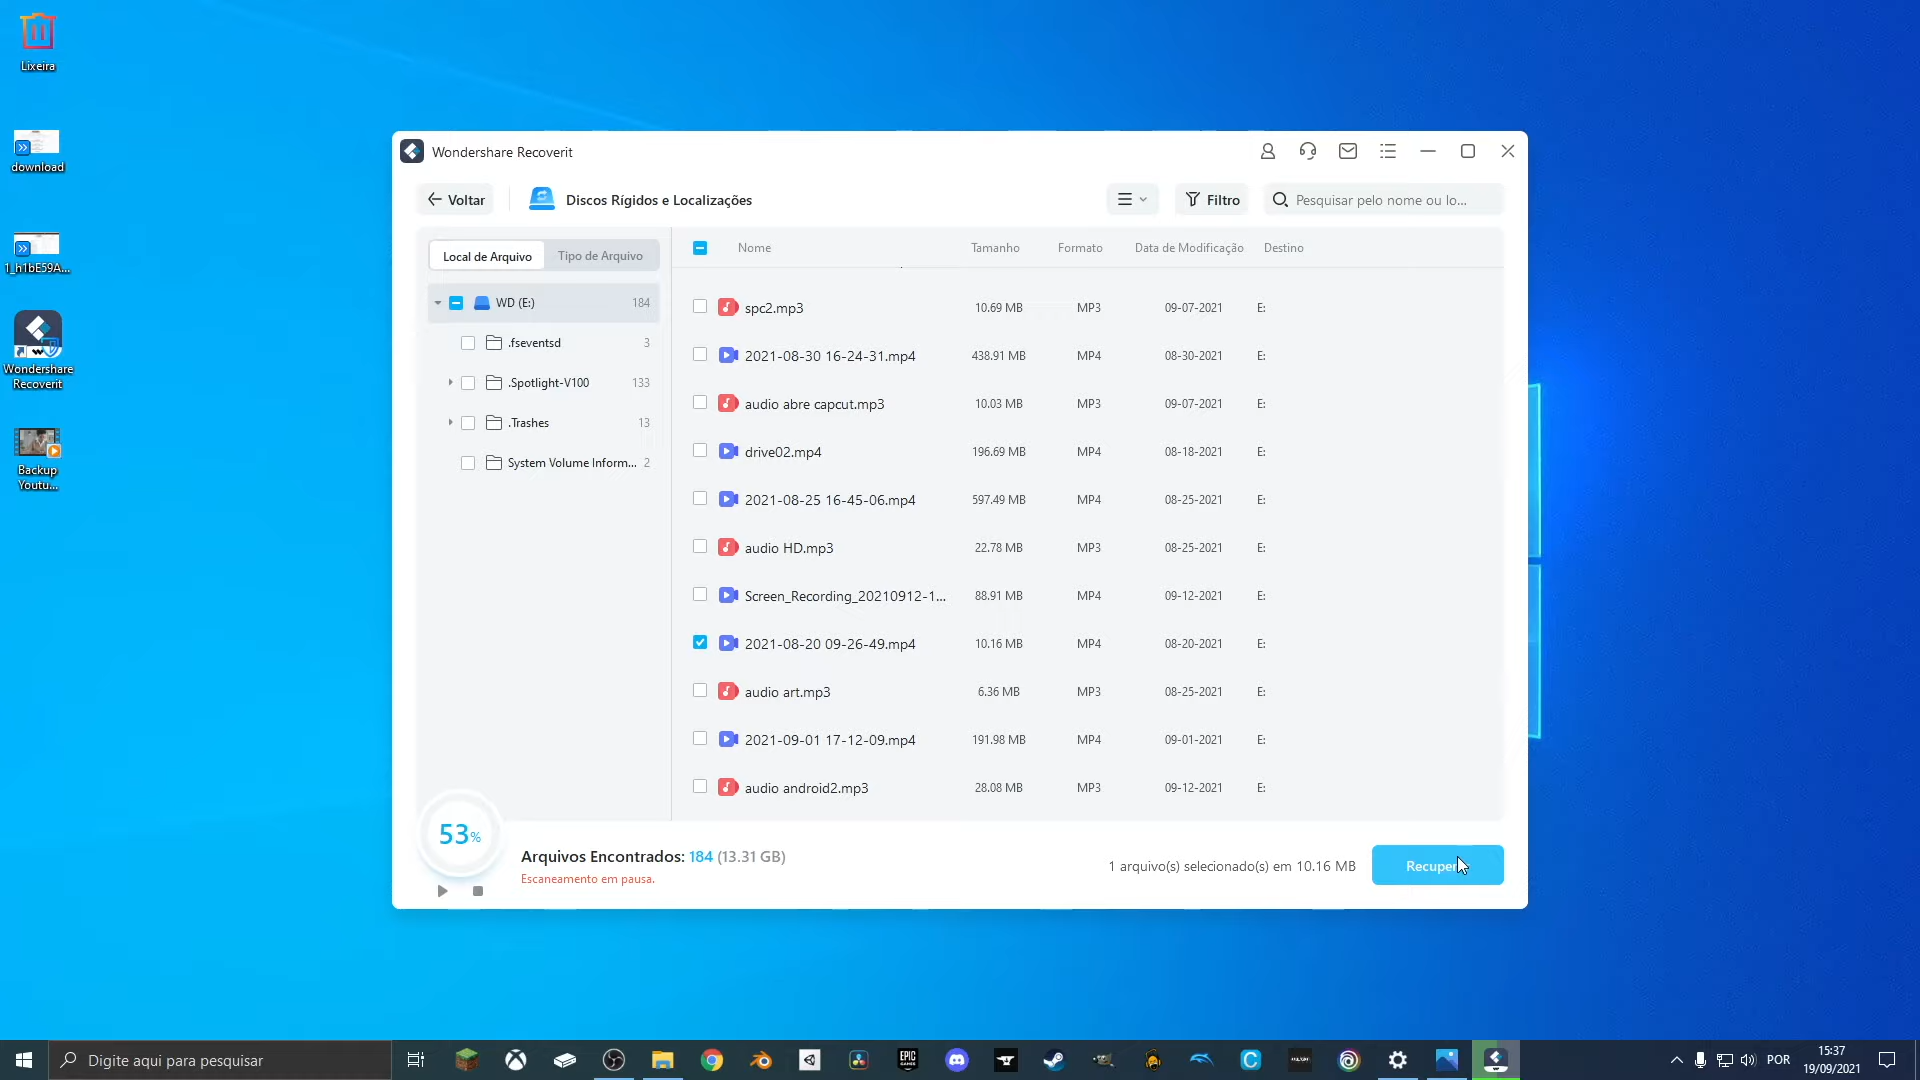 Lixeira
download
1_h1bE59A...
Wondershare
Recoverit
Backup
Youtu...
Wondershare Recoverit
Voltar
Discos Rígidos e Localizações
Filtro
Pesquisar pelo nome ou lo...
Local de Arquivo
Tipo de Arquivo
WD (E:) 184
.fseventsd 3
.Spotlight-V100 133
.Trashes 13
System Volume Inform... 2
Nome Tamanho Formato Data de Modificação Destino
spc2.mp3 10.69 MB MP3 09-07-2021 E:
2021-08-30 16-24-31.mp4 438.91 MB MP4 08-30-2021 E:
audio abre capcut.mp3 10.03 MB MP3 09-07-2021 E:
drive02.mp4 196.69 MB MP4 08-18-2021 E:
2021-08-25 16-45-06.mp4 597.49 MB MP4 08-25-2021 E:
audio HD.mp3 22.78 MB MP3 08-25-2021 E:
Screen_Recording_20210912-1... 88.91 MB MP4 09-12-2021 E:
2021-08-20 09-26-49.mp4 10.16 MB MP4 08-20-2021 E:
audio art.mp3 6.36 MB MP3 08-25-2021 E:
2021-09-01 17-12-09.mp4 191.98 MB MP4 09-01-2021 E:
audio android2.mp3 28.08 MB MP3 09-12-2021 E:
53%
Arquivos Encontrados: 184 (13.31 GB)
Escaneamento em pausa.
1 arquivo(s) selecionado(s) em 10.16 MB
Digite aqui para pesquisar
EPIC
GAMES
POR
15:37
19/09/2021